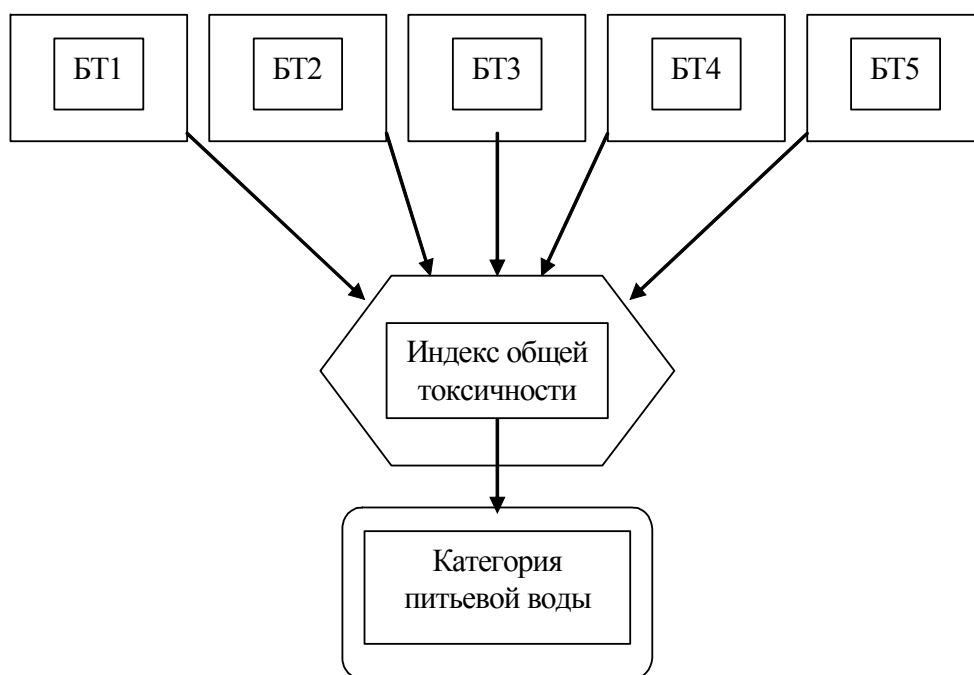 БТ1 БТ2 БТ3 БТ4 БТ5
Индекс общей
токсичности
Категория
питьевой воды